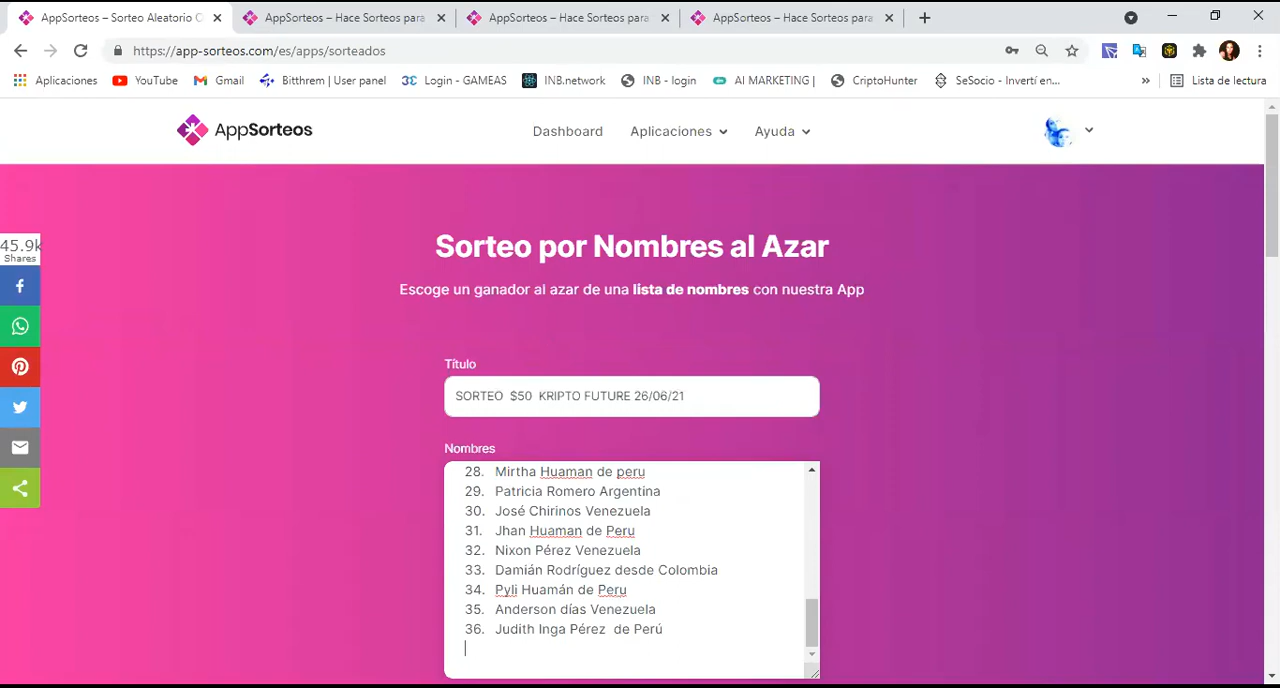 AppSorteos – Sorteo Aleatorio C
AppSorteos – Hace Sorteos para
AppSorteos – Hace Sorteos para
AppSorteos – Hace Sorteos para
https://app-sorteos.com/es/apps/sorteados
Aplicaciones
YouTube
Gmail
Bitthrem | User panel
Login - GAMEAS
INB.network
INB - login
AI MARKETING |
CriptoHunter
SeSocio - Invertí en...
»
Lista de lectura
AppSorteos
Dashboard
Aplicaciones
Ayuda
45.9k
Shares
Sorteo por Nombres al Azar
Escoge un ganador al azar de una lista de nombres con nuestra App
Título
SORTEO $50 KRIPTO FUTURE 26/06/21
Nombres
28. Mirtha Huaman de peru
29. Patricia Romero Argentina
30. José Chirinos Venezuela
31. Jhan Huaman de Peru
32. Nixon Pérez Venezuela
33. Damián Rodríguez desde Colombia
34. Pyli Huamán de Peru
35. Anderson días Venezuela
36. Judith Inga Pérez de Perú